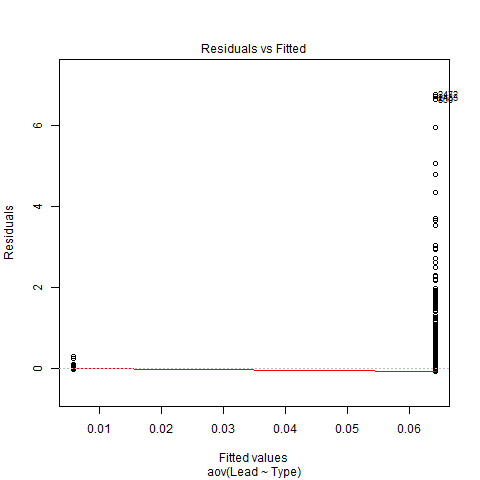 Residuals vs Fitted
Residuals
0
2
4
6
0.01
0.02
0.03
0.04
0.05
0.06
Fitted values
aov(Lead ~ Type)